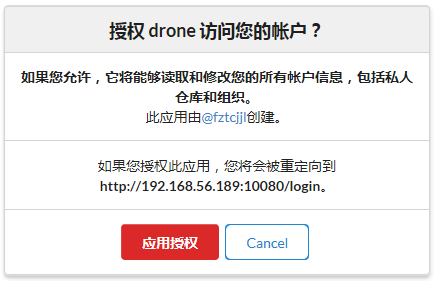 授权 drone 访问您的帐户？
如果您允许，它将能够读取和修改您的所有帐户信息，包括私人
仓库和组织。
此应用由@fztcjjl创建。
如果您授权此应用，您将会被重定向到
http://192.168.56.189:10080/login。
应用授权
Cancel